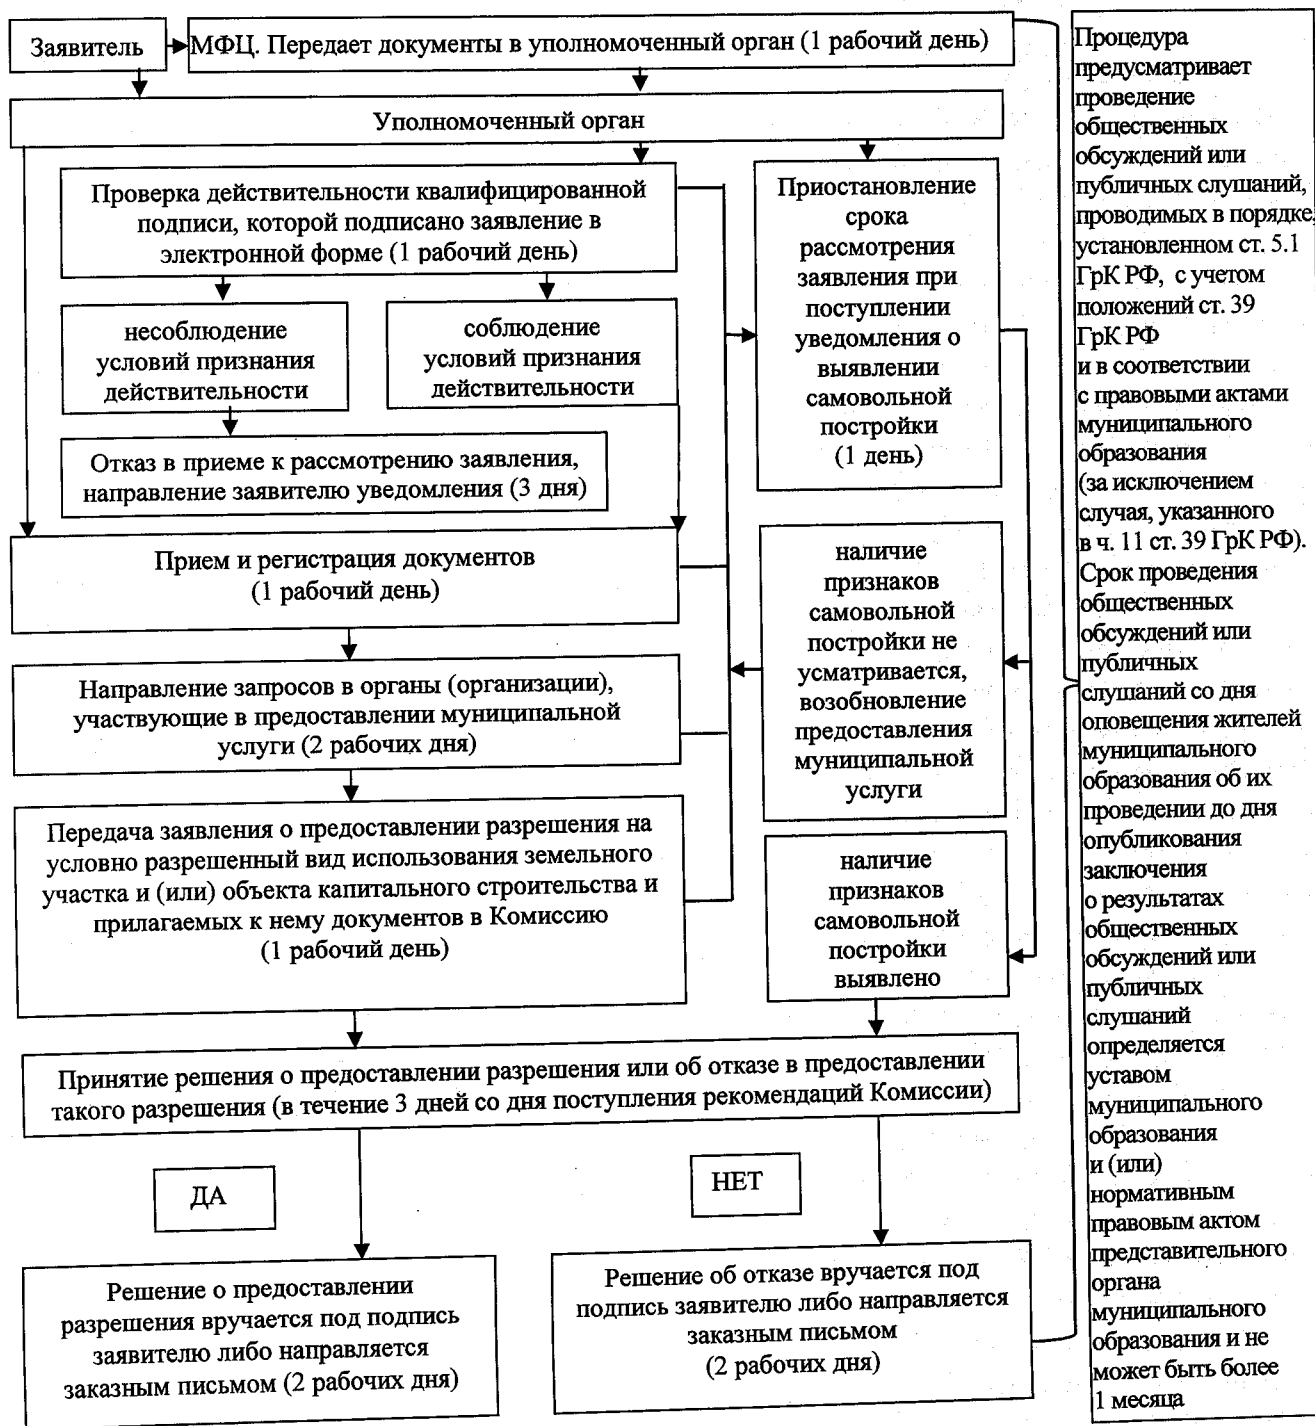 Заявитель
МФЦ. Передает документы в уполномоченный орган (1 рабочий день)
Уполномоченный орган
Проверка действительности квалифицированной
подписи, которой подписано заявление в
электронной форме (1 рабочий день)
несоблюдение
условий признания
действительности
соблюдение
условий признания
действительности
Отказ в приеме к рассмотрению заявления,
направление заявителю уведомления (3 дня)
Прием и регистрация документов
(1 рабочий день)
Направление запросов в органы (организации),
участвующие в предоставлении муниципальной
услуги (2 рабочих дня)
Передача заявления о предоставлении разрешения на
условно разрешенный вид использования земельного
участка и (или) объекта капитального строительства и
прилагаемых к нему документов в Комиссию
(1 рабочий день)
Приостановление
срока
рассмотрения
заявления при
поступлении
уведомления о
выявлении
самовольной
постройки
(1 день)
наличие
признаков
самовольной
постройки не
усматривается,
возобновление
предоставления
муниципальной
услуги
наличие
признаков
самовольной
постройки
выявлено
Принятие решения о предоставлении разрешения или об отказе в предоставлении
такого разрешения (в течение 3 дней со дня поступления рекомендаций Комиссии)
ДА
НЕТ
Решение о предоставлении
разрешения вручается под подпись
заявителю либо направляется
заказным письмом (2 рабочих дня)
Решение об отказе вручается под
подпись заявителю либо направляется
заказным письмом
(2 рабочих дня)
Процедура
предусматривает
проведение
общественных
обсуждений или
публичных слушаний,
проводимых в порядке,
установленном ст. 5.1
ГрК РФ, с учетом
положений ст. 39
ГрК РФ
и в соответствии
с правовыми актами
муниципального
образования
(за исключением
случая, указанного
в ч. 11 ст. 39 ГрК РФ).
Срок проведения
общественных
обсуждений или
публичных
слушаний со дня
оповещения жителей
муниципального
образования об их
проведении до дня
опубликования
заключения
о результатах
общественных
обсуждений или
публичных
слушаний
определяется
уставом
муниципального
образования
и (или)
нормативным
правовым актом
представительного
органа
муниципального
образования и не
может быть более
1 месяца